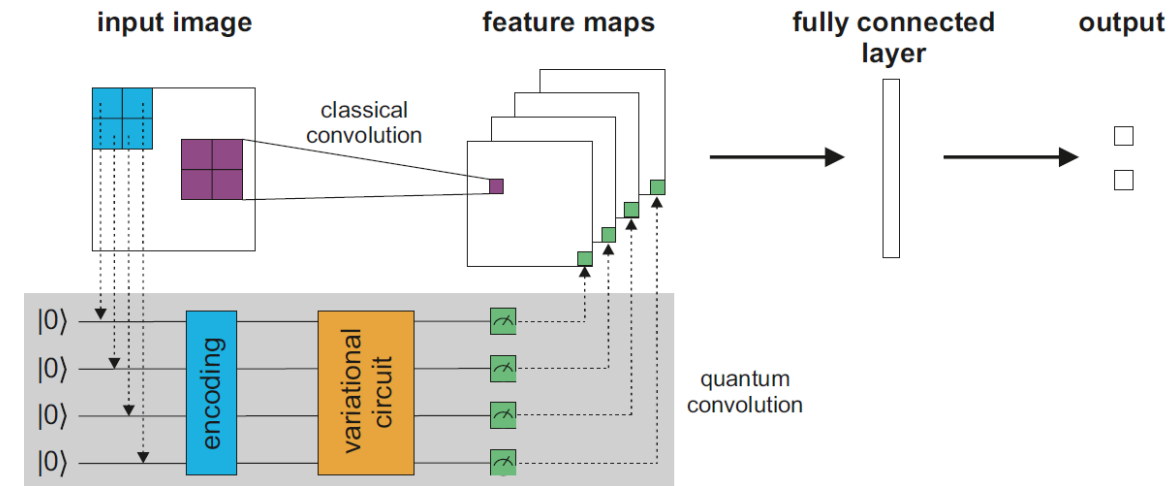 input image
feature maps
fully connected
layer
output
classical
convolution
|0⟩
|0⟩
|0⟩
|0⟩
encoding
variational
circuit
quantum
convolution